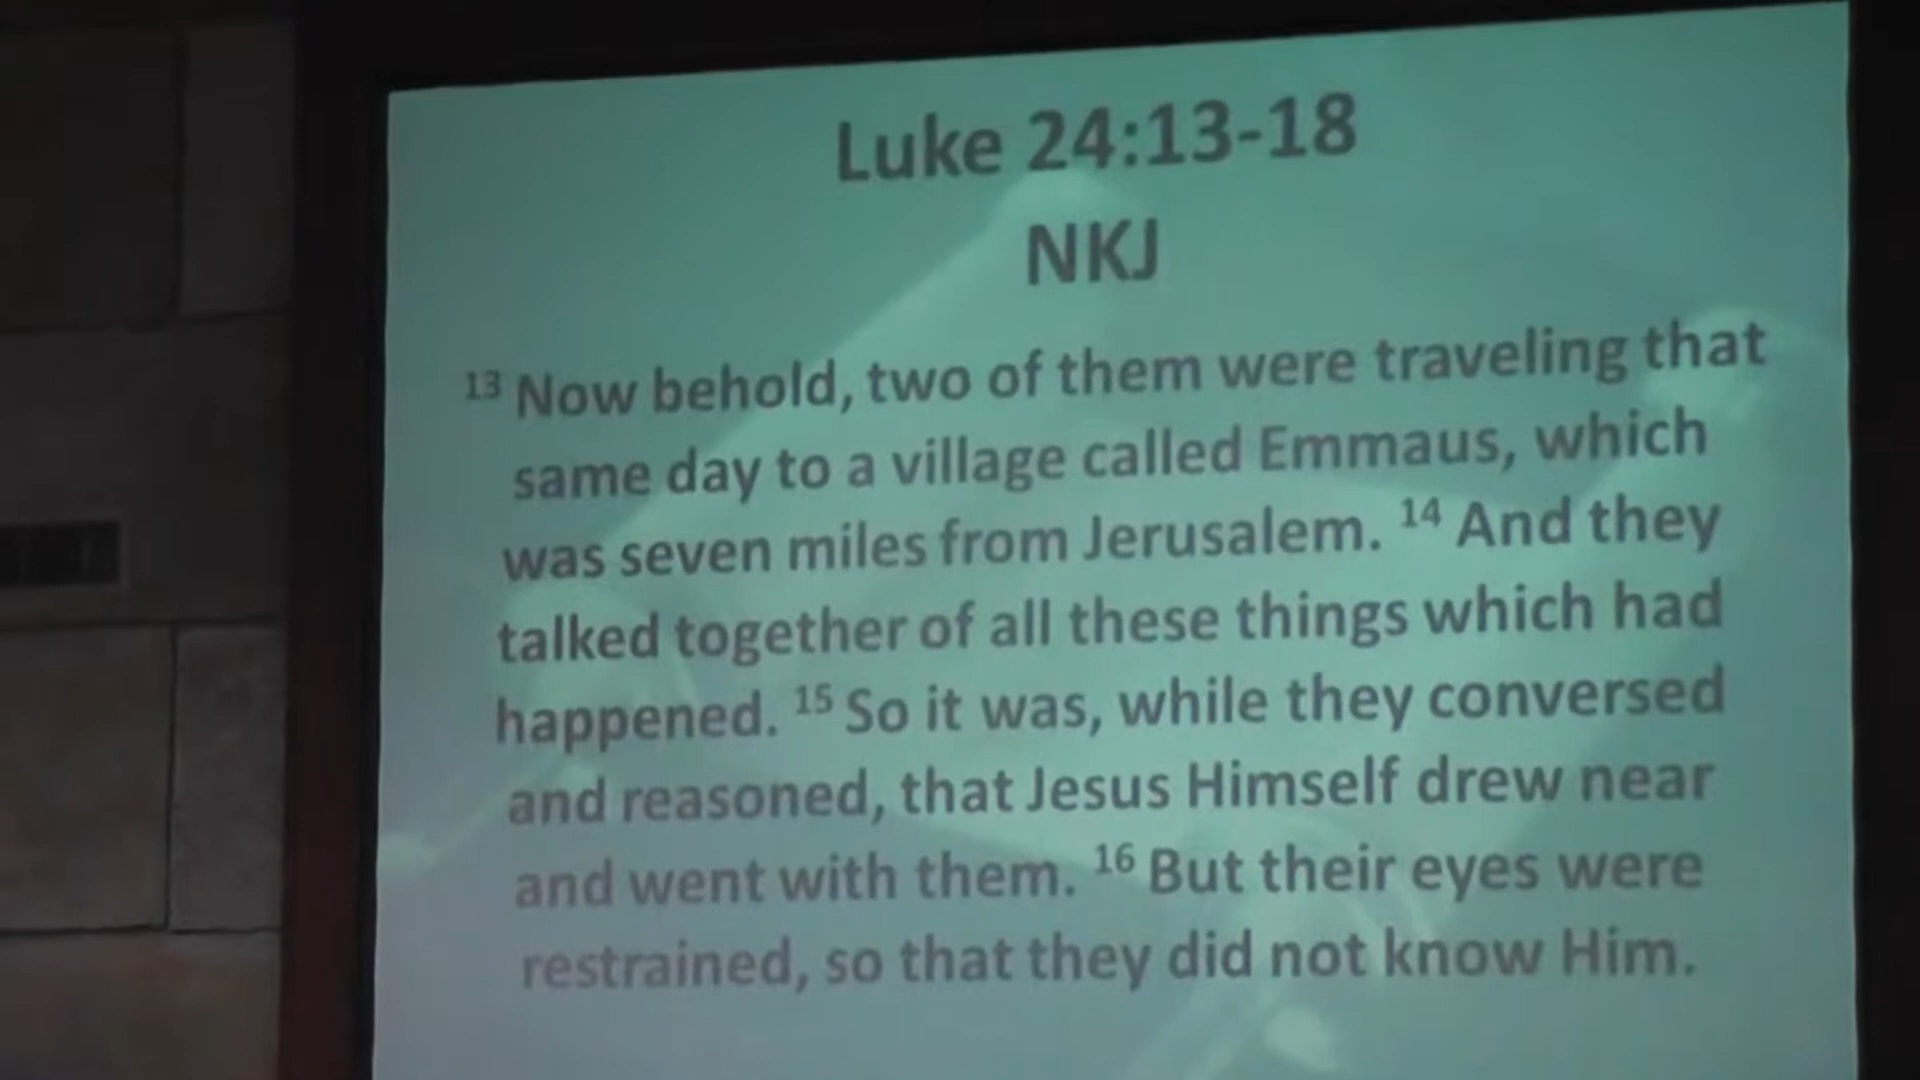 Luke 24:13-18
NKJ
13 Now behold, two of them were traveling that
same day to a village called Emmaus, which
was seven miles from Jerusalem. 14 And they
talked together of all these things which had
happened. 15 So it was, while they conversed
and reasoned, that Jesus Himself drew near
and went with them. 16 But their eyes were
restrained, so that they did not know Him.